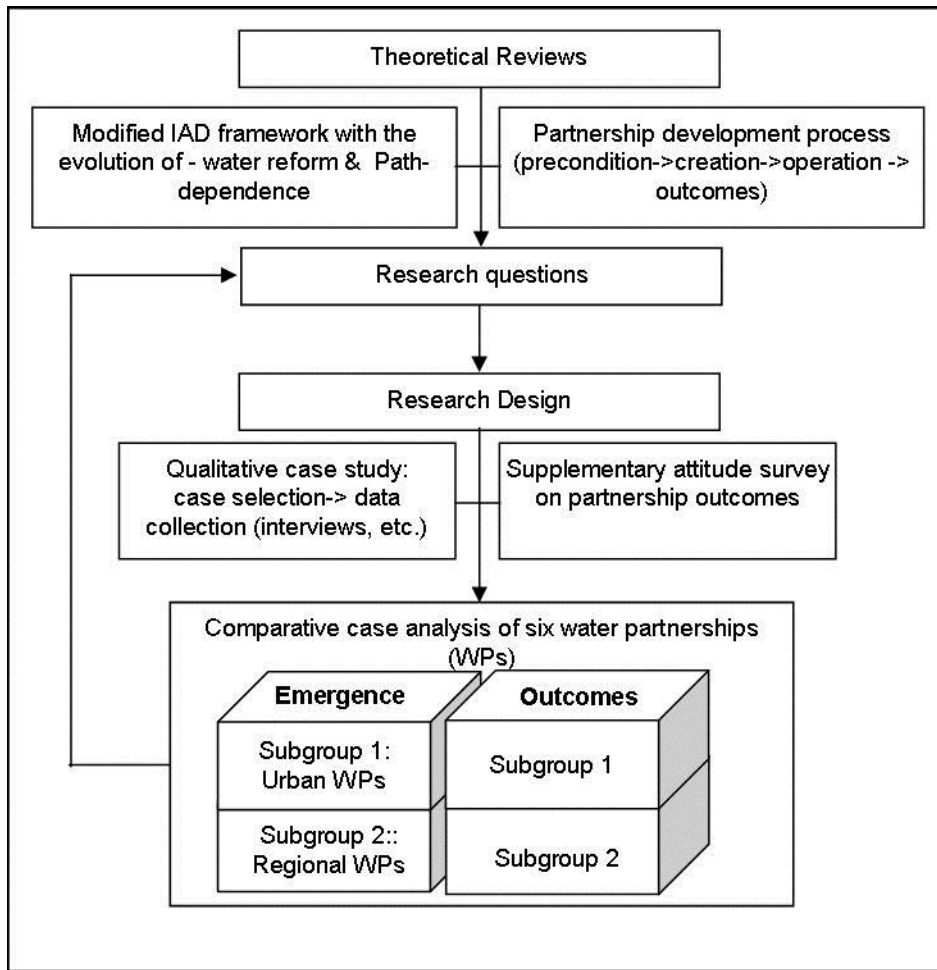 Theoretical Reviews
Modified IAD framework with the
evolution of - water reform & Path-
dependence
Partnership development process
(precondition->creation->operation ->
outcomes)
Research questions
Research Design
Qualitative case study:
case selection-> data
collection (interviews, etc.)
Supplementary attitude survey
on partnership outcomes
Comparative case analysis of six water partnerships
(WPs)
Emergence
Subgroup 1:
Urban WPs
Subgroup 2::
Regional WPs
Outcomes
Subgroup 1
Subgroup 2